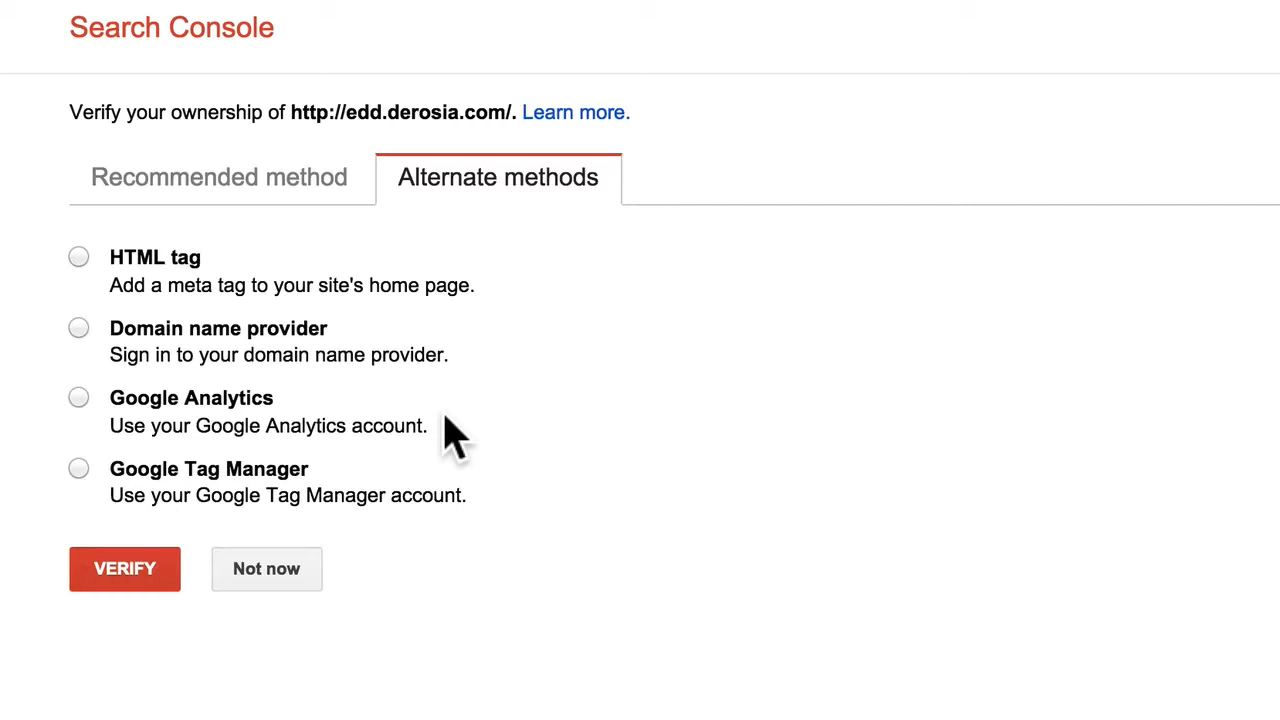 Search Console
Verify your ownership of http://edd.derosia.com/. Learn more.
Recommended method
Alternate methods
HTML tag
Add a meta tag to your site's home page.
Domain name provider
Sign in to your domain name provider.
Google Analytics
Use your Google Analytics account.
Google Tag Manager
Use your Google Tag Manager account.
VERIFY
Not now